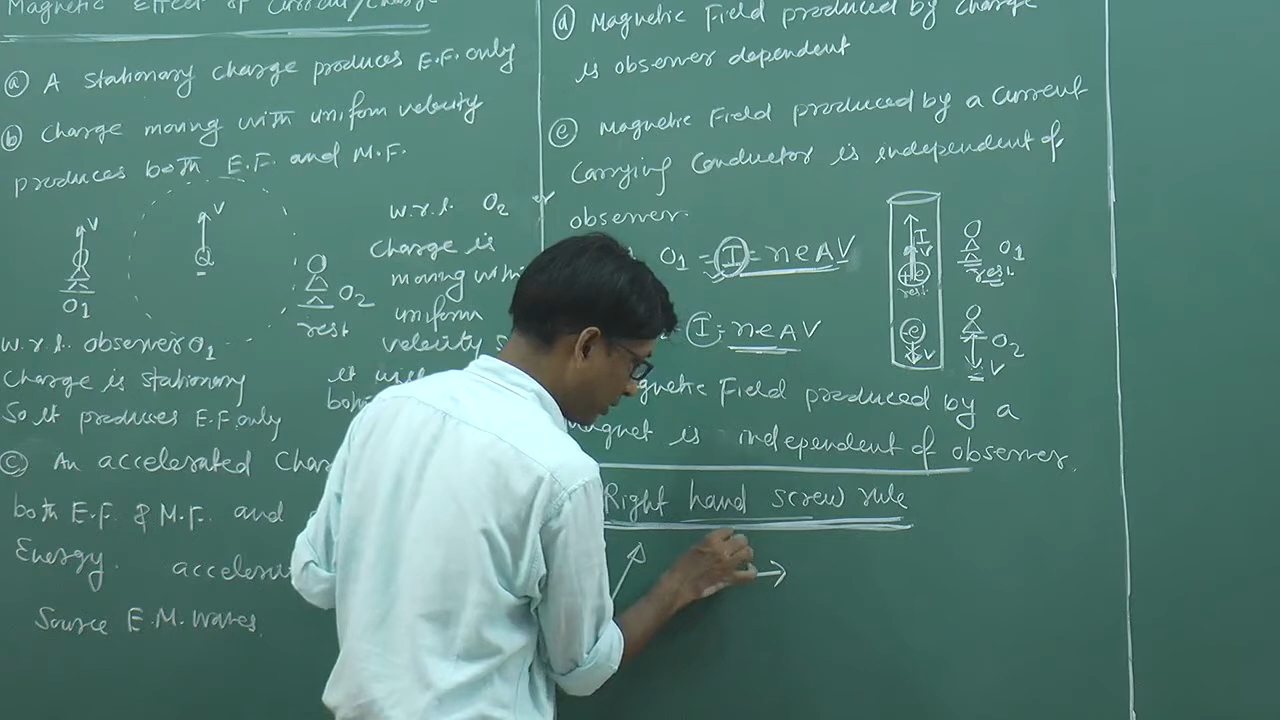 Magnetic Effect of Current/Charge
(a) A stationary charge produces E.F. only
(b) Charge moving with uniform velocity
produces both E.F. and M.F.
V
O1
V
Q
O2
rest
w.r.t. O2
charge is
moving with
uniform
velocity s
it will
both
w.r.t. observer O1
Charge is stationary
So it produces E.F. only
(c) An accelerated Char
both E.F. & M.F. and
Energy. accelera
Source E.M. waves.
(d) Magnetic Field produced by charge
is observer dependent
(e) Magnetic Field produced by a current
Carrying Conductor is independent of
observer.
O1 = I = neAV
I = neAV
I
V
+e
rest
e
V
O1
rest
O2
V
gnetic Field produced by a
magnet is independent of observer.
Right hand screw rule